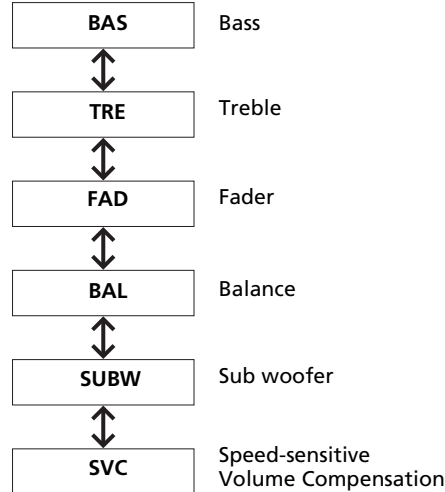 BAS Bass
TRE Treble
FAD Fader
BAL Balance
SUBW Sub woofer
SVC Speed-sensitive
Volume Compensation